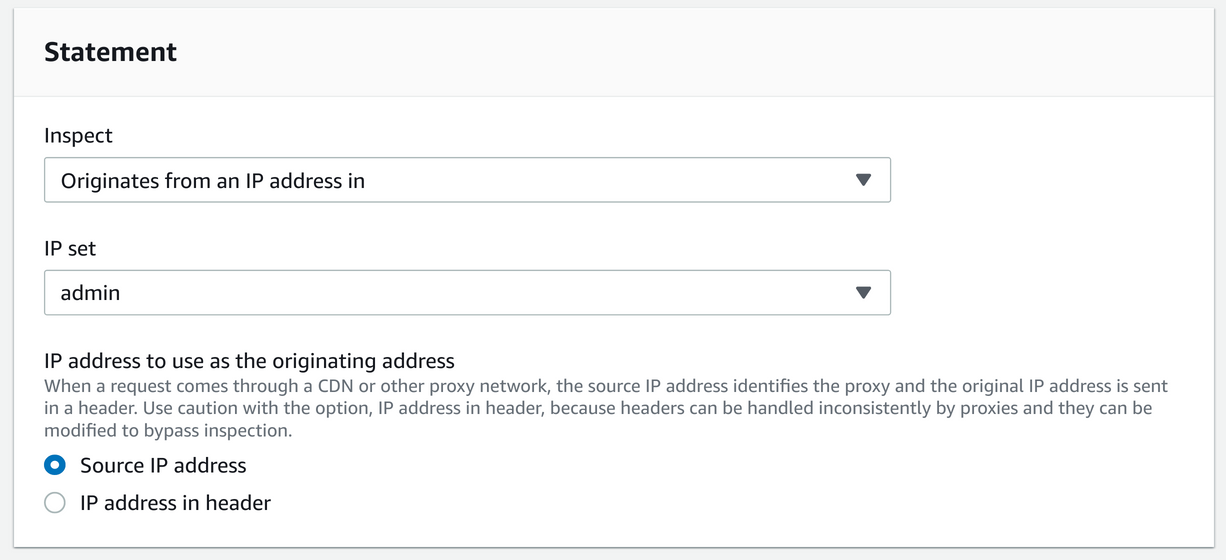 Statement
Inspect
Originates from an IP address in
IP set
admin
IP address to use as the originating address
When a request comes through a CDN or other proxy network, the source IP address identifies the proxy and the original IP address is sent
in a header. Use caution with the option, IP address in header, because headers can be handled inconsistently by proxies and they can be
modified to bypass inspection.
Source IP address
IP address in header